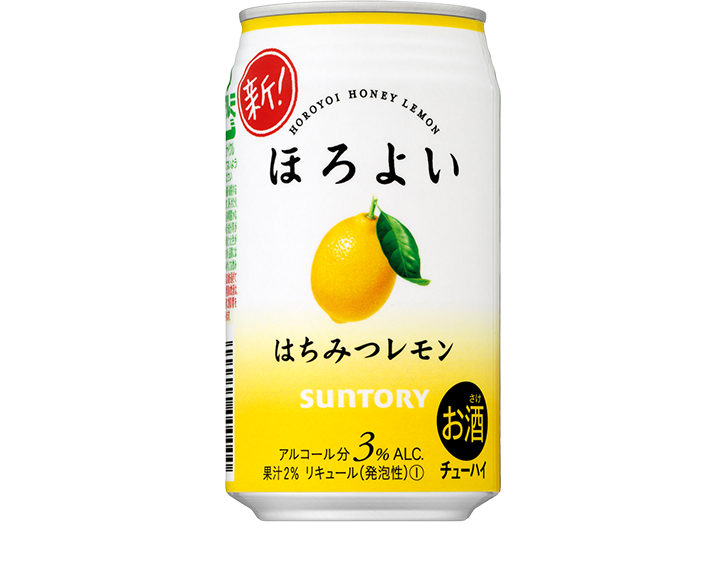 新!
HOROYOI HONEY LEMON
ほろよい
はちみつレモン
SUNTORY
さけ
お酒
アルコール分3%ALC.
チューハイ
果汁2% リキュール(発泡性)①